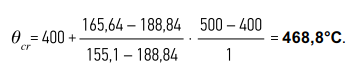 θcr = 400 + (165,64 – 188,84)/(155,1 – 188,84) · (500 – 400)/1 = 468,8°C.